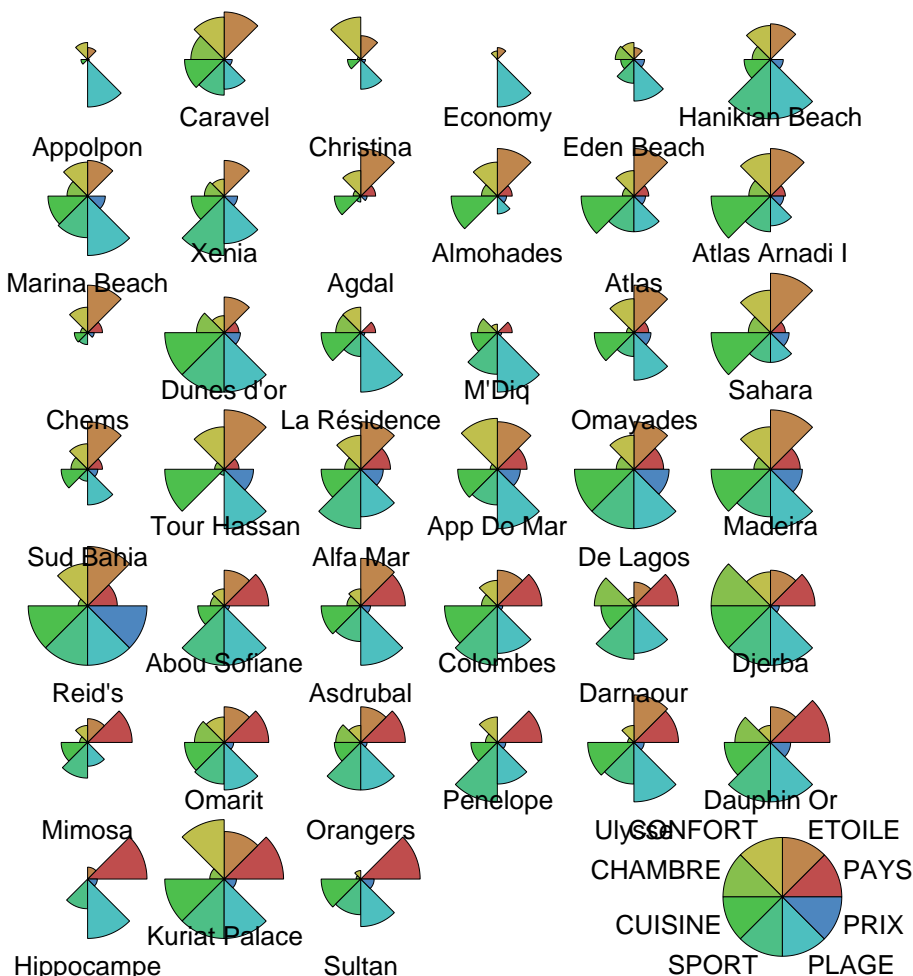 Caravel Economy Hanikian Beach
Appolpon Christina Eden Beach
Xenia Almohades Atlas Arnadi I
Marina Beach Agdal Atlas
Dunes d'or M'Diq Sahara
Chems La Résidence Omayades
Tour Hassan App Do Mar Madeira
Sud Bahia Alfa Mar De Lagos
Abou Sofiane Colombes Djerba
Reid's Asdrubal Darnaour
Omarit Penelope Dauphin Or
Mimosa Orangers Ulysse CONFORT ETOILE
CHAMBRE PAYS
CUISINE PRIX
Kuriat Palace
Hippocampe Sultan SPORT PLAGE